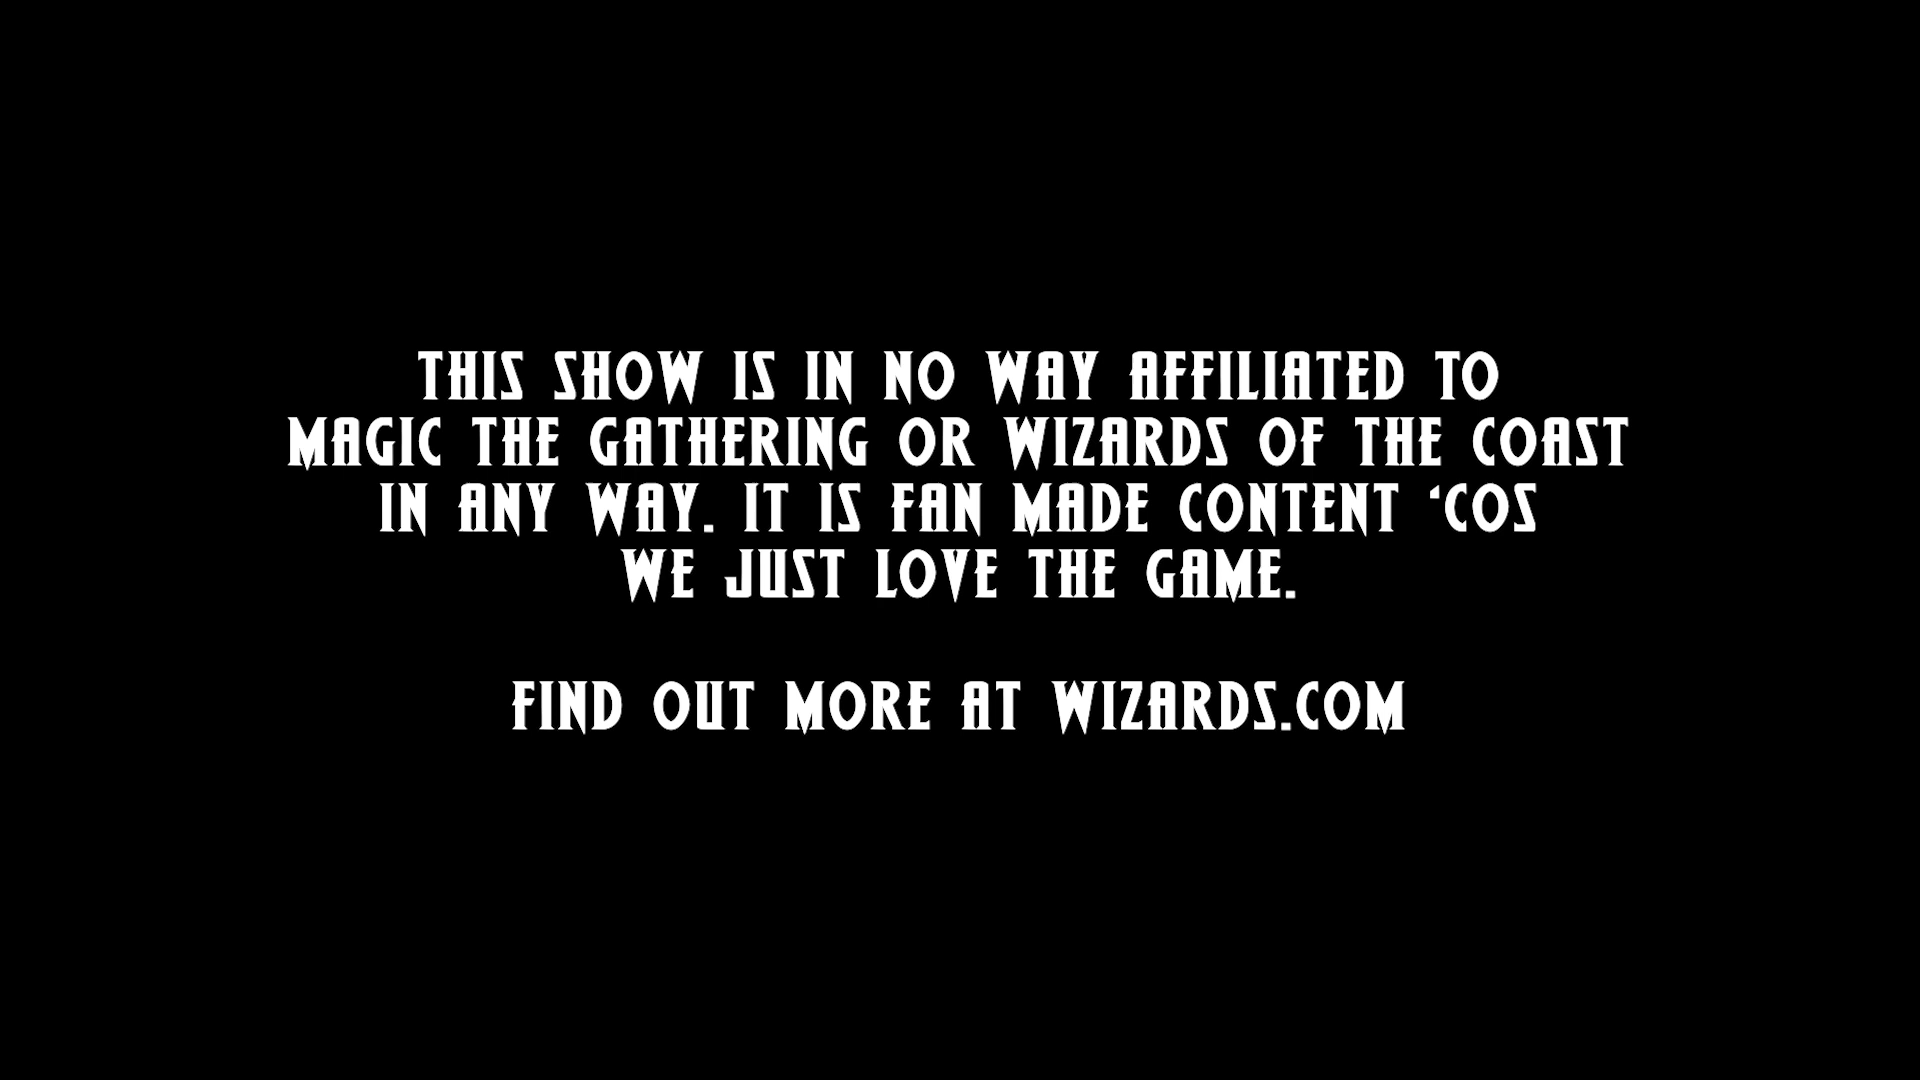 THIS SHOW IS IN NO WAY AFFILIATED TO
MAGIC THE GATHERING OR WIZARDS OF THE COAST
IN ANY WAY. IT IS FAN MADE CONTENT ‘COS
WE JUST LOVE THE GAME.
FIND OUT MORE AT WIZARDS.COM